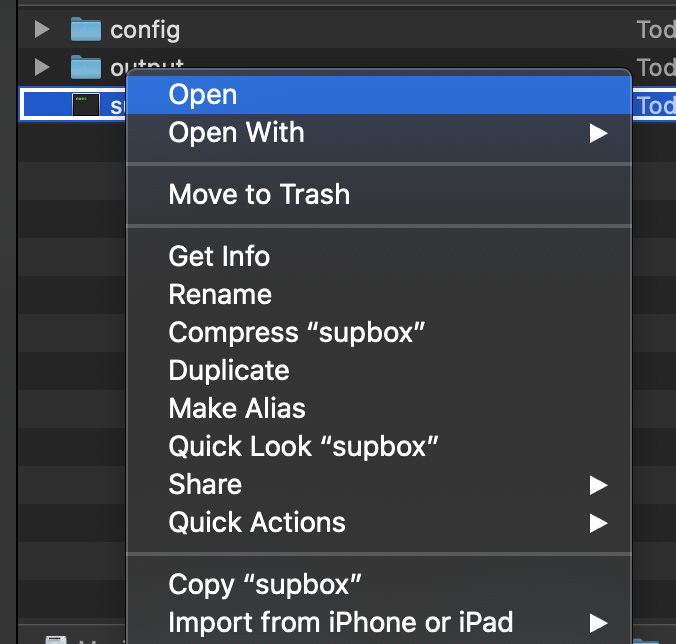 config
Tod
output
Tod
Tod
Open
Open With
Move to Trash
Get Info
Rename
Compress “supbox”
Duplicate
Make Alias
Quick Look “supbox”
Share
Quick Actions
Copy “supbox”
Import from iPhone or iPad